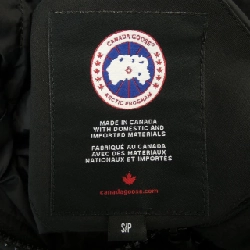 CANADA GOOSE
ARCTIC PROGRAM
MADE IN CANADA
WITH DOMESTIC AND
IMPORTED MATERIALS
FABRIQUÉ AU CANADA
AVEC DES MATÉRIAUX
NATIONAUX ET IMPORTÉS
canadagoose.com
S/P